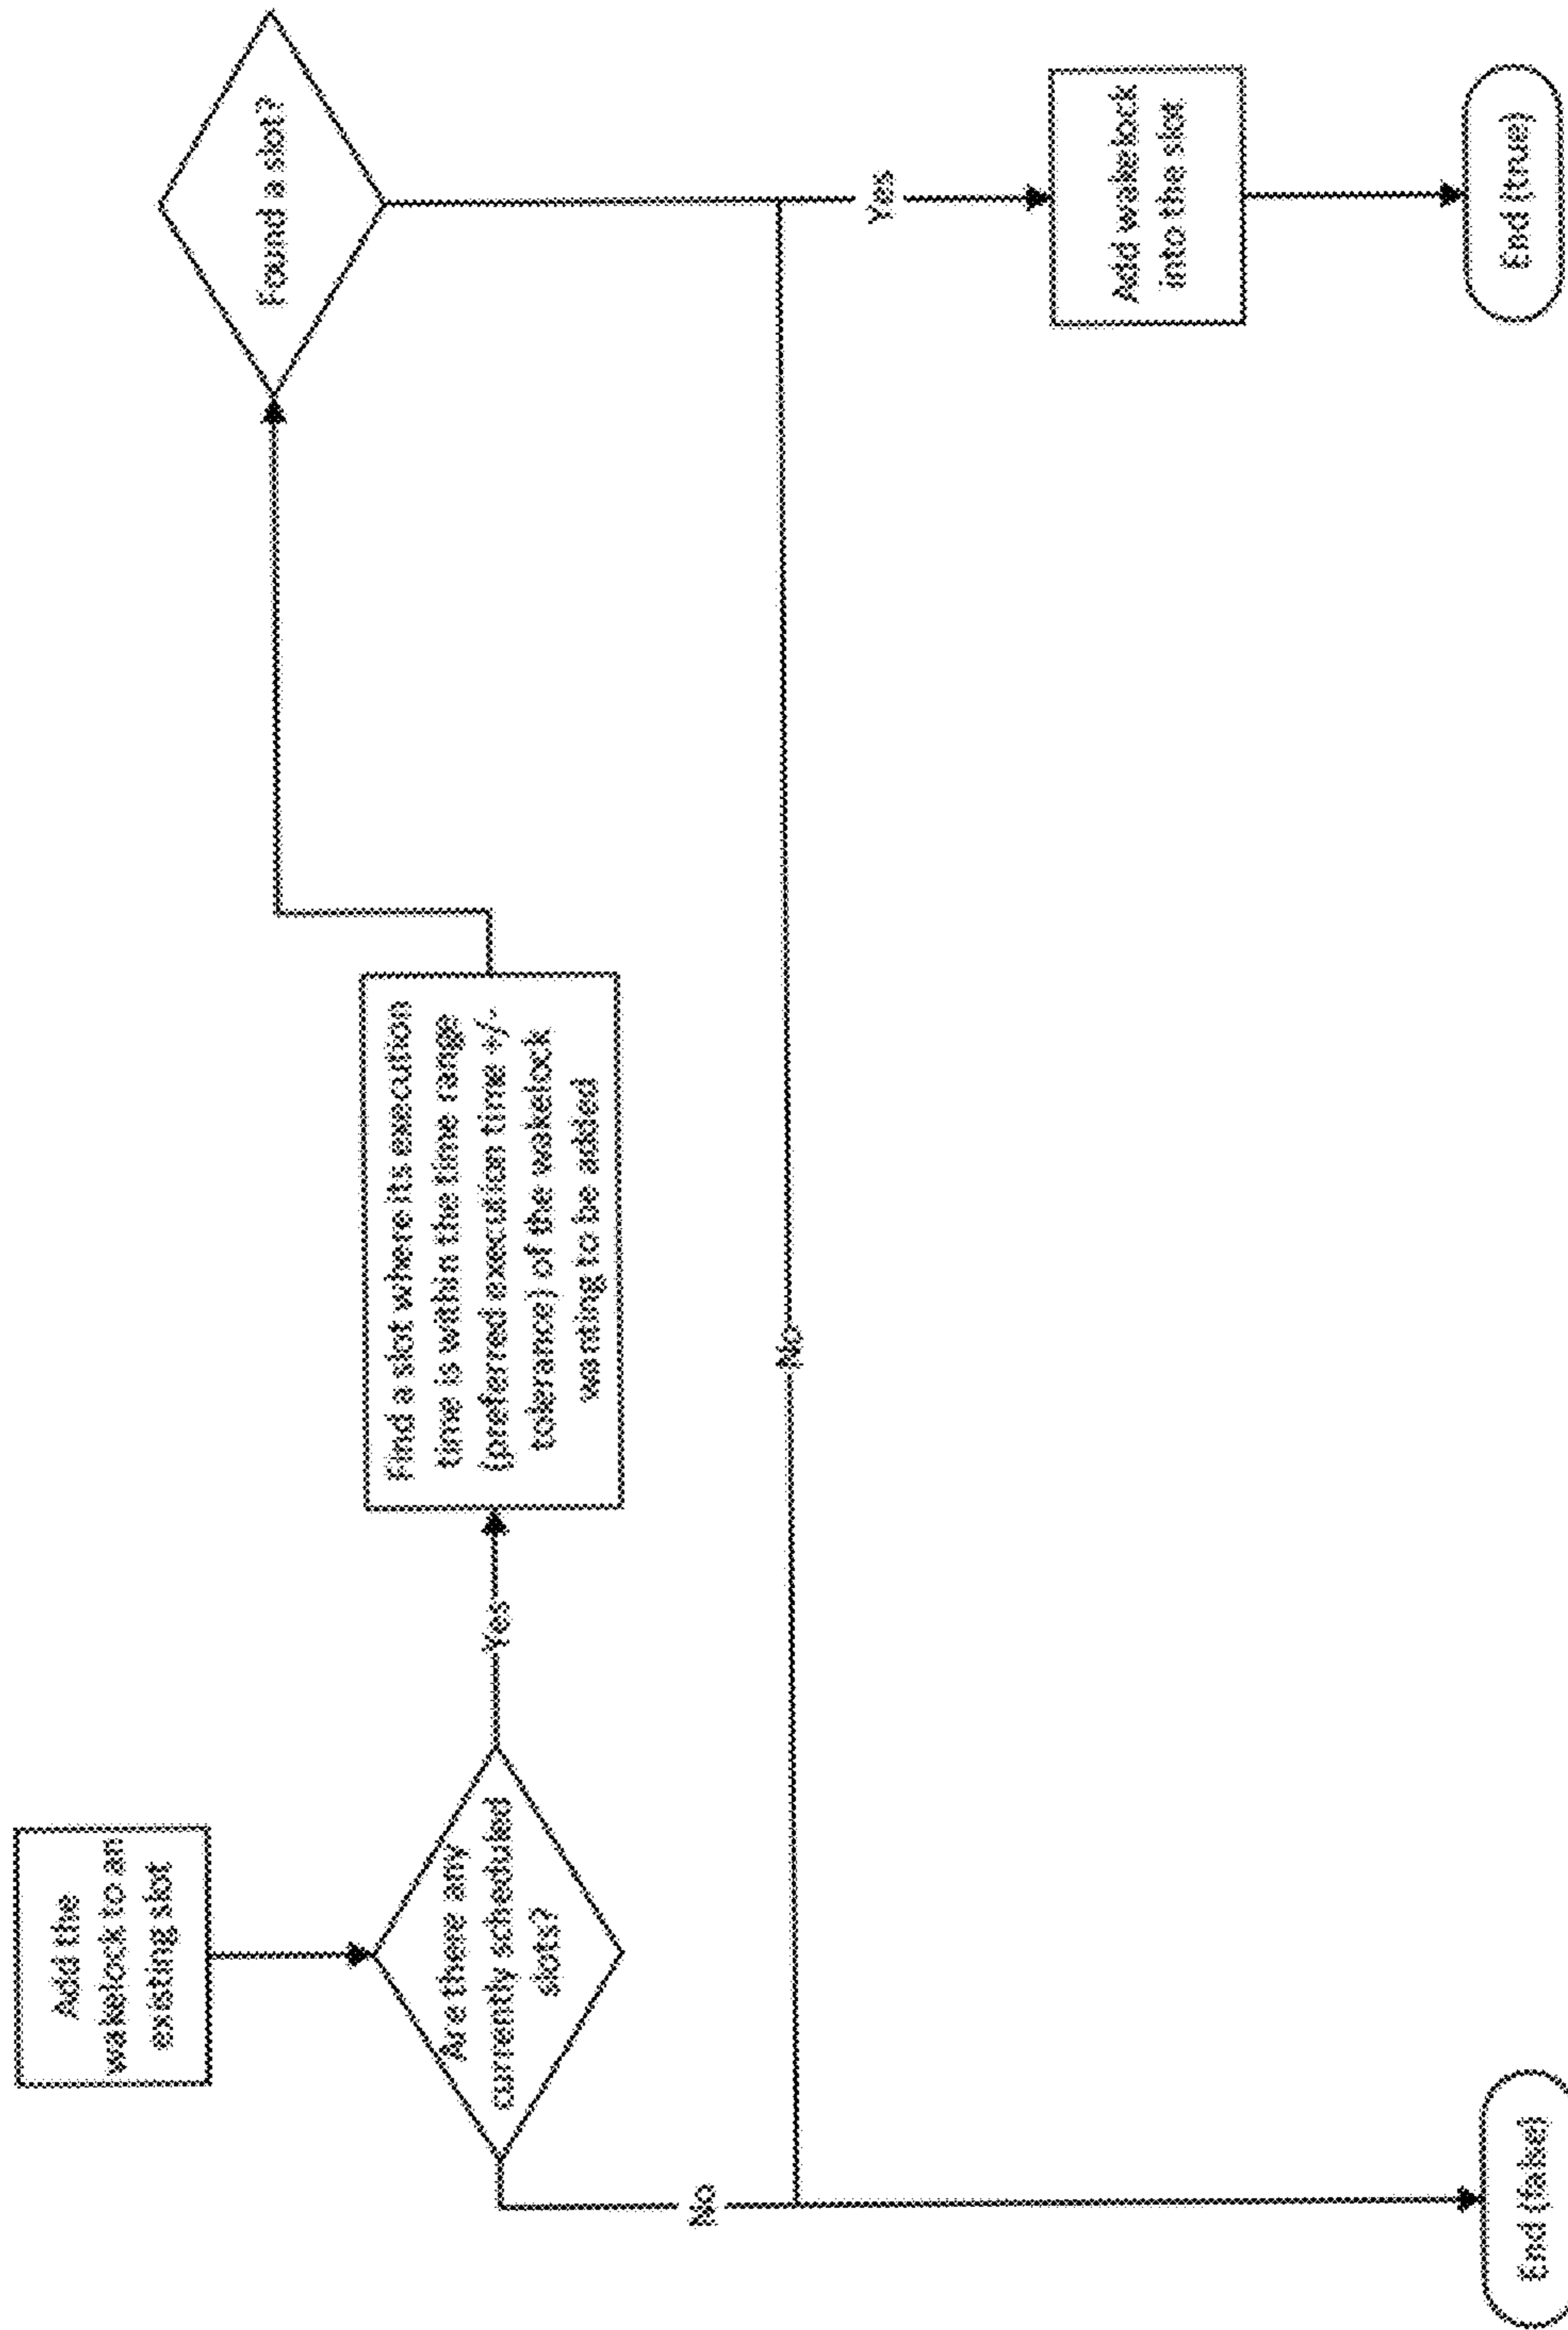 Add the
wakelock to an
existing slot
Are there any
currently scheduled
slots?
Yes
No
Find a slot where its execution
time is within the time range
(preferred execution time +/-
tolerance) of the wakelock
wanting to be added
Found a slot?
No
Yes
Add wakelock
into the slot
End (true)
End (false)